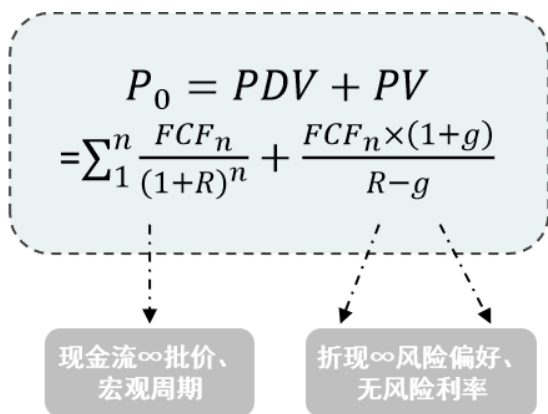 P₀ = PDV + PV
=∑₁ⁿ FCFₙ/(1+R)ⁿ + FCFₙ×(1+g)/R−g
现金流∞批价、
宏观周期
折现∞风险偏好、
无风险利率